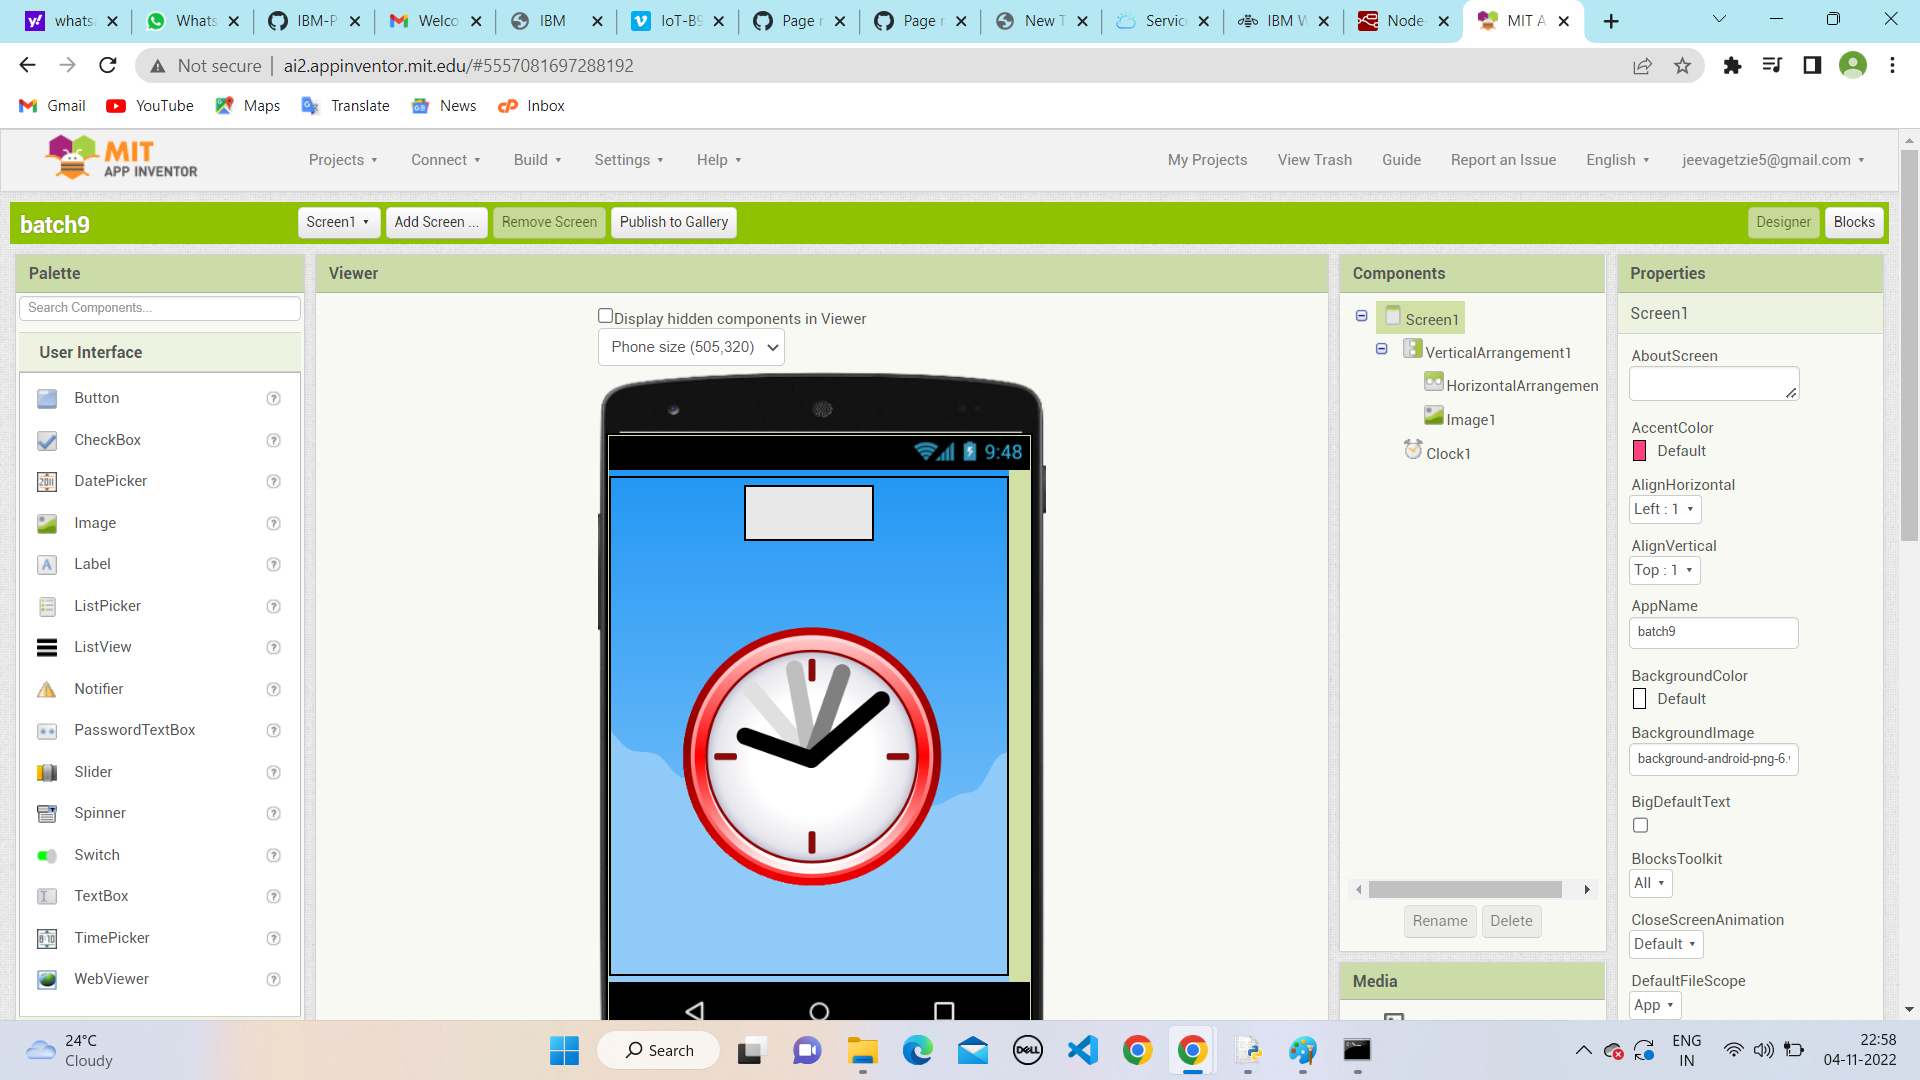 whats
Whats
IBM-P
Welco
IBM
IoT-B9
Page r
Page r
New T
Servic
IBM W
Node-
MIT A
Not secure
ai2.appinventor.mit.edu/#5557081697288192
Gmail
YouTube
Maps
Translate
News
Inbox
MIT
APP INVENTOR
Projects
Connect
Build
Settings
Help
My Projects
View Trash
Guide
Report an Issue
English
jeevagetzie5@gmail.com
batch9
Screen1
Add Screen ...
Remove Screen
Publish to Gallery
Designer
Blocks
Palette
Search Components...
User Interface
Button
CheckBox
DatePicker
Image
Label
ListPicker
ListView
Notifier
PasswordTextBox
Slider
Spinner
Switch
TextBox
TimePicker
WebViewer
Viewer
Display hidden components in Viewer
Phone size (505,320)
9:48
Components
Screen1
VerticalArrangement1
HorizontalArrangemen
Image1
Clock1
Rename
Delete
Media
Properties
Screen1
AboutScreen
AccentColor
Default
AlignHorizontal
Left : 1
AlignVertical
Top : 1
AppName
batch9
BackgroundColor
Default
BackgroundImage
background-android-png-6.
BigDefaultText
BlocksToolkit
All
CloseScreenAnimation
Default
DefaultFileScope
App
24°C
Cloudy
Search
DELL
ENG
IN
22:58
04-11-2022